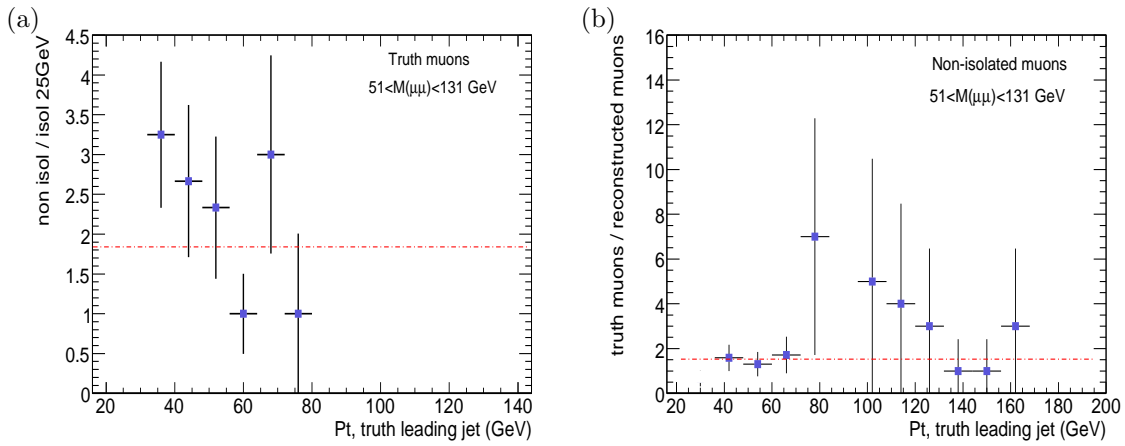 (a)
non isol / isol 25GeV
4.5
4
3.5
3
2.5
2
1.5
1
0.5
0
Truth muons
51<M(μμ)<131 GeV
20 40 60 80 100 120 140
Pt, truth leading jet (GeV)
(b)
truth muons / reconstructed muons
16
14
12
10
8
6
4
2
0
Non-isolated muons
51<M(μμ)<131 GeV
20 40 60 80 100 120 140 160 180 200
Pt, truth leading jet (GeV)